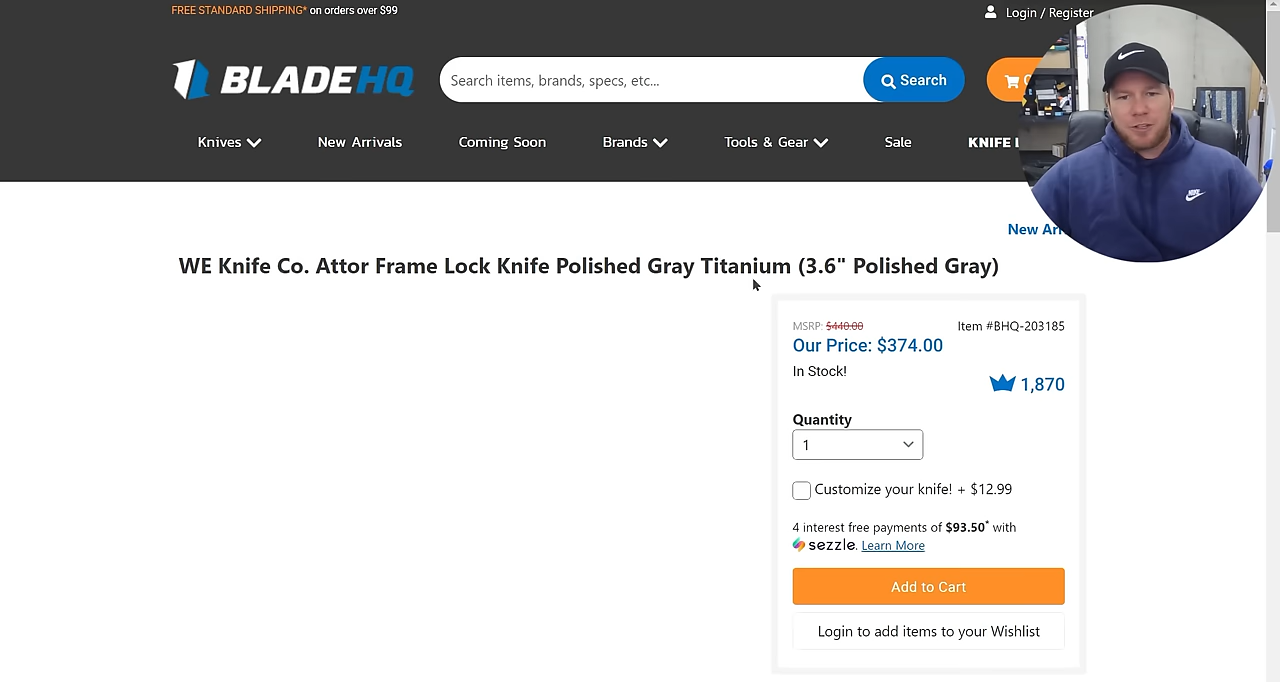 FREE STANDARD SHIPPING* on orders over $99
Login / Register
BLADEHQ
Search items, brands, specs, etc...
Search
Knives
New Arrivals
Coming Soon
Brands
Tools & Gear
Sale
KNIFE
New
WE Knife Co. Attor Frame Lock Knife Polished Gray Titanium (3.6" Polished Gray)
MSRP: $440.00
Item #BHQ-203185
Our Price: $374.00
In Stock!
1,870
Quantity
1
Customize your knife! + $12.99
4 interest free payments of $93.50* with
sezzle. Learn More
Add to Cart
Login to add items to your Wishlist